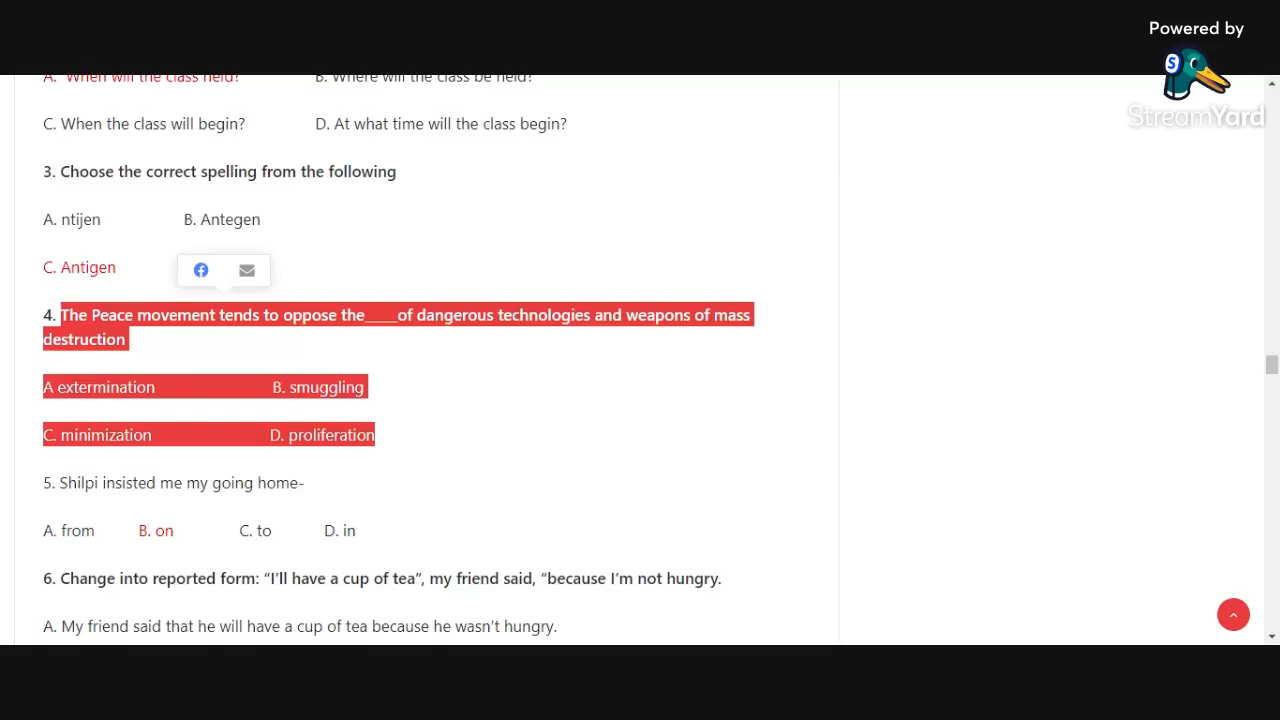 Powered by
StreamYard
A. When will the class held? B. Where will the class be held?
C. When the class will begin? D. At what time will the class begin?
3. Choose the correct spelling from the following
A. ntijen B. Antegen
C. Antigen
4. The Peace movement tends to oppose the____of dangerous technologies and weapons of mass
destruction
A extermination B. smuggling
C. minimization D. proliferation
5. Shilpi insisted me my going home-
A. from B. on C. to D. in
6. Change into reported form: “I’ll have a cup of tea”, my friend said, “because I’m not hungry.
A. My friend said that he will have a cup of tea because he wasn’t hungry.